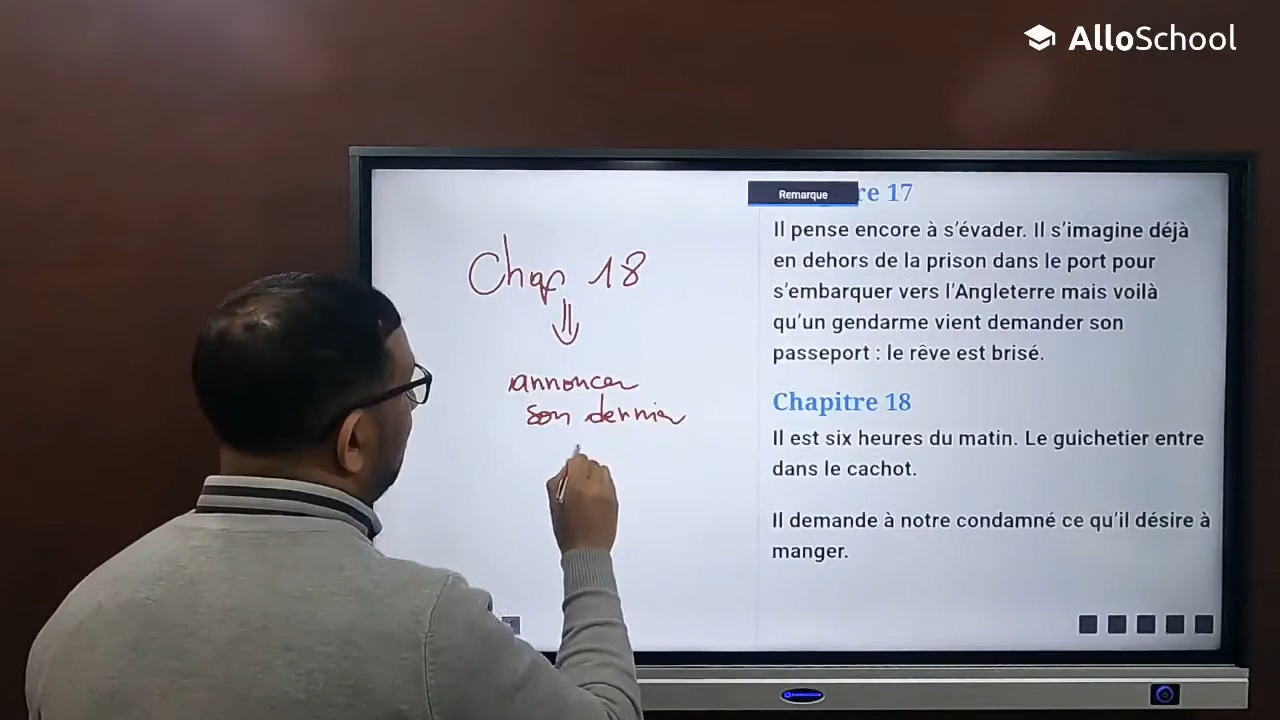 AlloSchool
Chap 18
annoncer
son dernier
Remarque
re 17
Il pense encore à s’évader. Il s’imagine déjà
en dehors de la prison dans le port pour
s’embarquer vers l’Angleterre mais voilà
qu’un gendarme vient demander son
passeport : le rêve est brisé.
Chapitre 18
Il est six heures du matin. Le guichetier entre
dans le cachot.
Il demande à notre condamné ce qu’il désire à
manger.